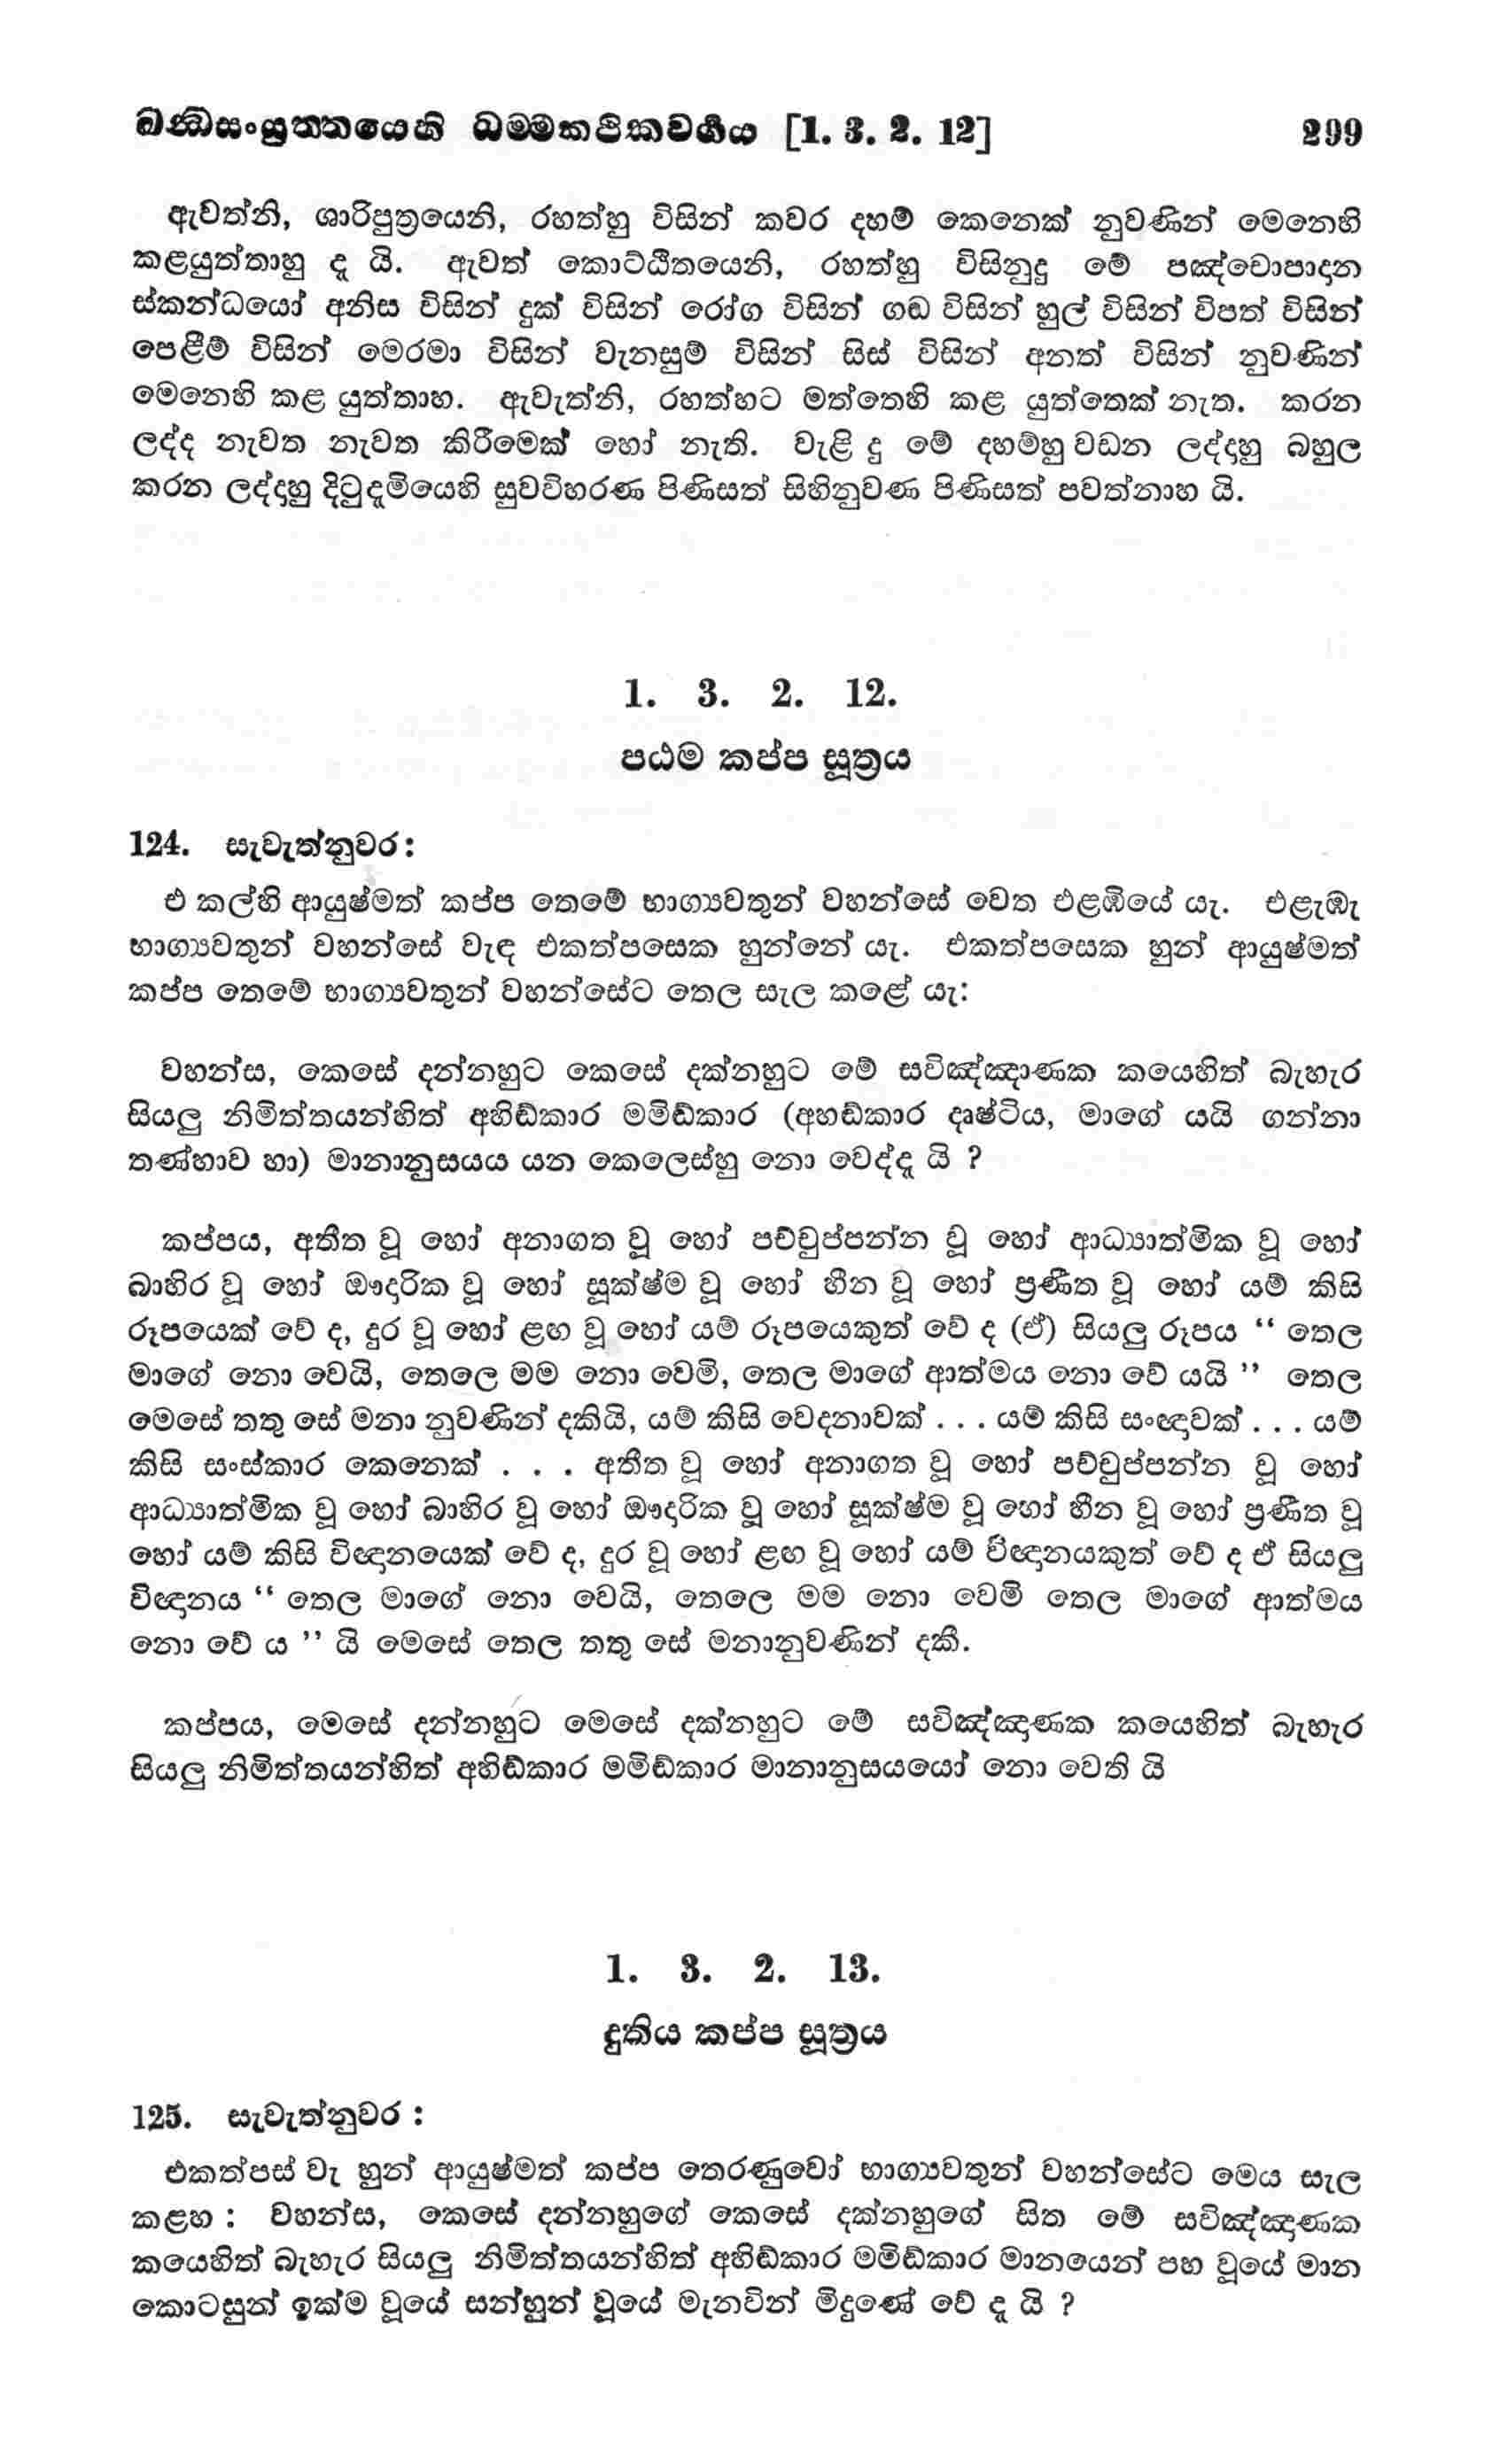 ඛන්ධසංයුත්තයෙහි ධම්මකථිකවර්ගය [1. 3. 2. 12] 299
ඇවත්නි, ශාරිපුත්‍රයෙනි, රහත්හු විසින් කවර දහම් කෙනෙක් නුවණින් මෙනෙහි
කළයුත්තාහු දැ යි. ඇවත් කොට්ඨිතයෙනි, රහත්හු විසිනුදු මේ පඤ්චොපාදාන
ස්කන්ධයෝ අනිස විසින් දුක් විසින් රෝග විසින් ගඬ විසින් හුල් විසින් විපත් විසින්
පෙළීම් විසින් මෙරමා විසින් වැනසුම් විසින් සිස් විසින් අනත් විසින් නුවණින්
මෙනෙහි කළ යුත්තාහ. ඇවැත්නි, රහත්හට මත්තෙහි කළ යුත්තෙක් නැත. කරන
ලද්ද නැවත නැවත කිරීමෙක් හෝ නැති. වැළි දු මේ දහම්හු වඩන ලද්දාහු බහුල
කරන ලද්දාහු දිටුදැමියෙහි සුවවිහරණ පිණිසත් සිහිනුවණ පිණිසත් පවත්නාහ යි.
1. 3. 2. 12.
පඨම කප්ප සූත්‍රය
124. සැවැත්නුවර:
එ කල්හි ආයුෂ්මත් කප්ප තෙමේ භාග්‍යවතුන් වහන්සේ වෙත එළඹියේ යැ. එළැඹැ
භාග්‍යවතුන් වහන්සේ වැඳ එකත්පසෙක හුන්නේ යැ. එකත්පසෙක හුන් ආයුෂ්මත්
කප්ප තෙමේ භාග්‍යවතුන් වහන්සේට තෙල සැල කළේ යැ:
වහන්ස, කෙසේ දන්නහුට කෙසේ දක්නහුට මේ සවිඤ්ඤාණක කයෙහිත් බැහැර
සියලු නිමිත්තයන්හිත් අහිඞ්කාර මමිඞ්කාර (අහඞ්කාර දෘෂ්ටිය, මාගේ යයි ගන්නා
තණ්හාව හා) මානානුසයය යන කෙලෙස්හු නො වෙද්දැ යි ?
කප්පය, අතීත වූ හෝ අනාගත වූ හෝ පච්චුප්පන්න වූ හෝ ආධ්‍යාත්මික වූ හෝ
බාහිර වූ හෝ ඖදාරික වූ හෝ සූක්ෂ්ම වූ හෝ හීන වූ හෝ ප්‍රණීත වූ හෝ යම් කිසි
රූපයෙක් වේ ද, දුර වූ හෝ ළඟ වූ හෝ යම් රූපයෙකුත් වේ ද (ඒ) සියලු රූපය “ තෙල
මාගේ නො වෙයි, තෙලෙ මම නො වෙමි, තෙල මාගේ ආත්මය නො වේ යයි ” තෙල
මෙසේ තතු සේ මනා නුවණින් දකියි, යම් කිසි වෙදනාවක් . . . යම් කිසි සංඥාවක් . . . යම්
කිසි සංස්කාර කෙනෙක් . . . අතීත වූ හෝ අනාගත වූ හෝ පච්චුප්පන්න වූ හෝ
ආධ්‍යාත්මික වූ හෝ බාහිර වූ හෝ ඖදාරික වූ හෝ සූක්ෂ්ම වූ හෝ හීන වූ හෝ ප්‍රණීත වූ
හෝ යම් කිසි විඥානයෙක් වේ ද, දුර වූ හෝ ළඟ වූ හෝ යම් විඥානයකුත් වේ ද ඒ සියලු
විඥානය “ තෙල මාගේ නො වෙයි, තෙලෙ මම නො වෙමි තෙල මාගේ ආත්මය
නො වේ ය ” යි මෙසේ තෙල තතු සේ මනානුවණින් දකී.
කප්පය, මෙසේ දන්නහුට මෙසේ දක්නහුට මේ සවිඤ්ඤාණක කයෙහිත් බැහැර
සියලු නිමිත්තයන්හිත් අහිඞ්කාර මමිඞ්කාර මානානුසයයෝ නො වෙති යි
1. 3. 2. 13.
දුතිය කප්ප සූත්‍රය
125. සැවැත්නුවර :
එකත්පස් වැ හුන් ආයුෂ්මත් කප්ප තෙරණුවෝ භාග්‍යවතුන් වහන්සේට මෙය සැල
කළහ : වහන්ස, කෙසේ දන්නහුගේ කෙසේ දක්නහුගේ සිත මේ සවිඤ්ඤාණක
කයෙහිත් බැහැර සියලු නිමිත්තයන්හිත් අහිඞ්කාර මමිඞ්කාර මානයෙන් පහ වූයේ මාන
කොටසුන් ඉක්ම වූයේ සන්හුන් වූයේ මැනවින් මිදුණේ වේ දැ යි ?